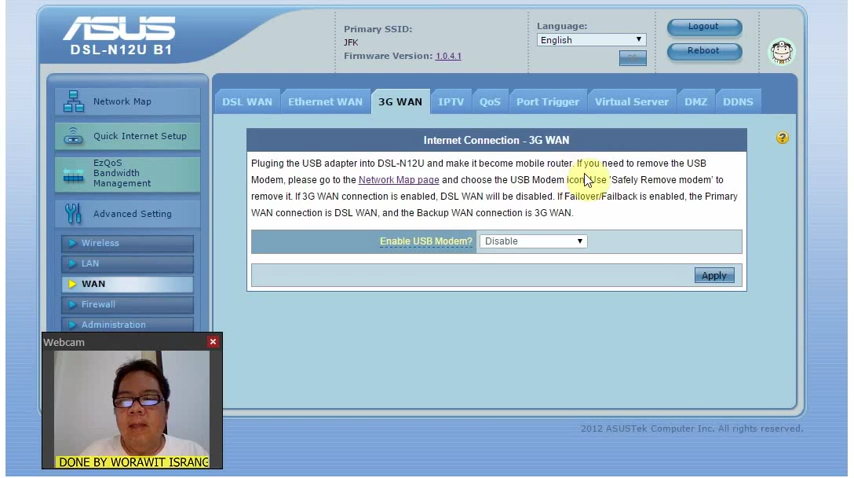 ASUS
DSL-N12U B1
Primary SSID:
JFK
Firmware Version: 1.0.4.1
Language:
English
Logout
Reboot
Network Map
Quick Internet Setup
EzQoS
Bandwidth
Management
Advanced Setting
Wireless
LAN
WAN
Firewall
Administration
DSL WAN
Ethernet WAN
3G WAN
IPTV
QoS
Port Trigger
Virtual Server
DMZ
DDNS
Internet Connection - 3G WAN
Pluging the USB adapter into DSL-N12U and make it become mobile router. If you need to remove the USB
Modem, please go to the Network Map page and choose the USB Modem icon. Use 'Safely Remove modem' to
remove it. If 3G WAN connection is enabled, DSL WAN will be disabled. If Failover/Failback is enabled, the Primary
WAN connection is DSL WAN, and the Backup WAN connection is 3G WAN.
Enable USB Modem?
Disable
Apply
Webcam
DONE BY WORAWIT ISRANG
2012 ASUSTek Computer Inc. All rights reserved.